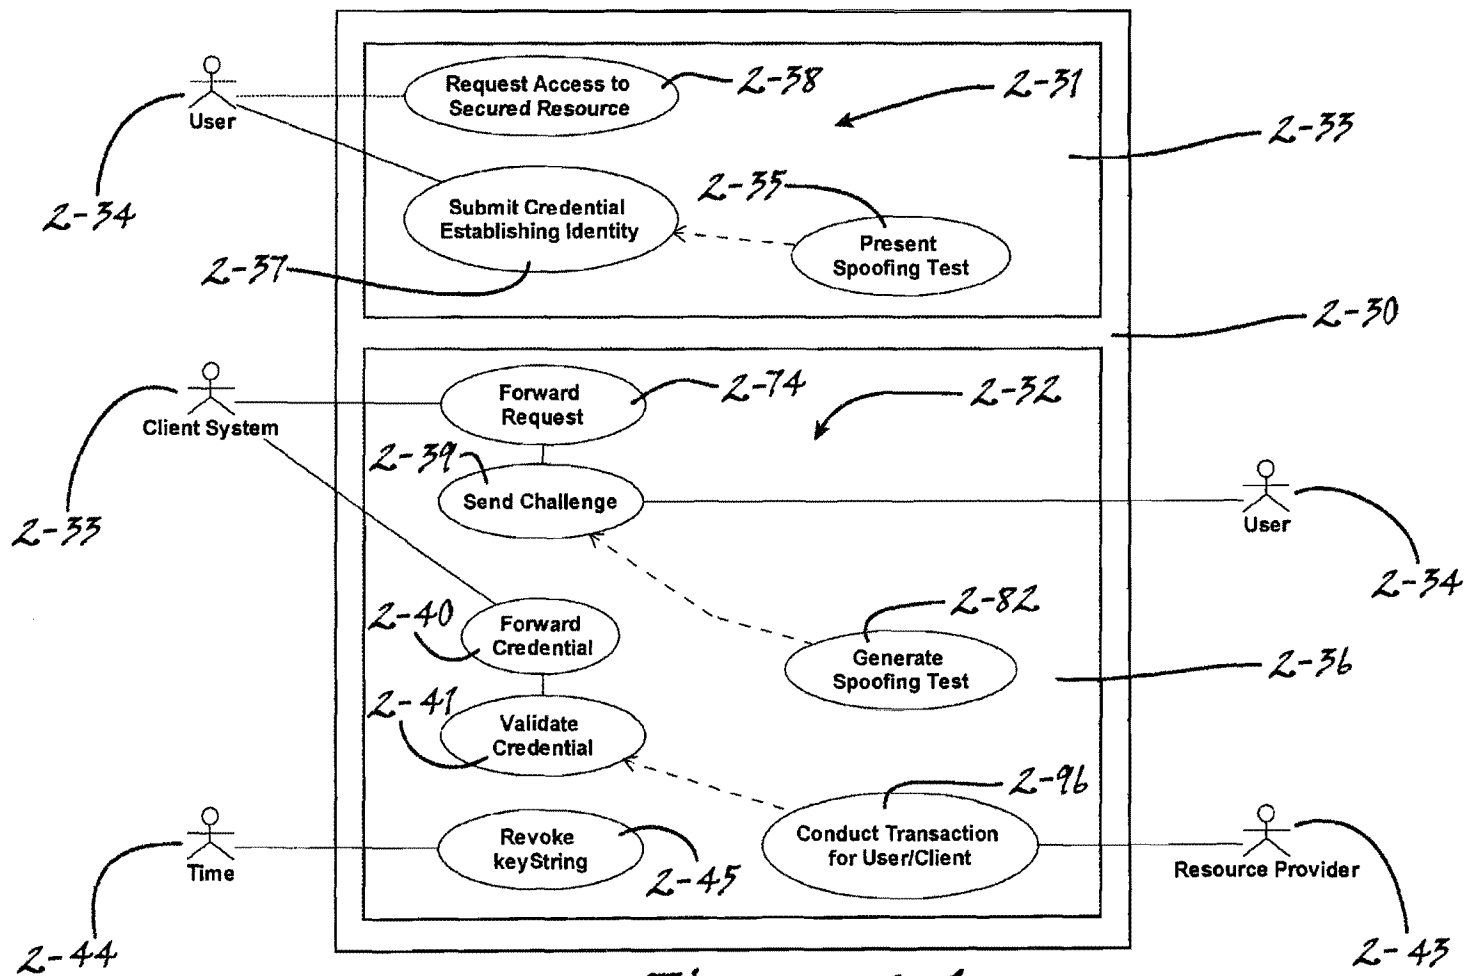 Request Access to
Secured Resource
2-38
2-31
User
2-33
2-35
2-34
Submit Credential
Establishing Identity
Present
Spoofing Test
2-37
2-30
Forward
Request
2-74
2-32
Client System
2-39
Send Challenge
2-33
User
2-34
2-40
2-82
Forward
Credential
Generate
Spoofing Test
2-36
2-41
Validate
Credential
2-96
Revoke
keyString
Conduct Transaction
for User/Client
Time
Resource Provider
2-45
2-44
2-43